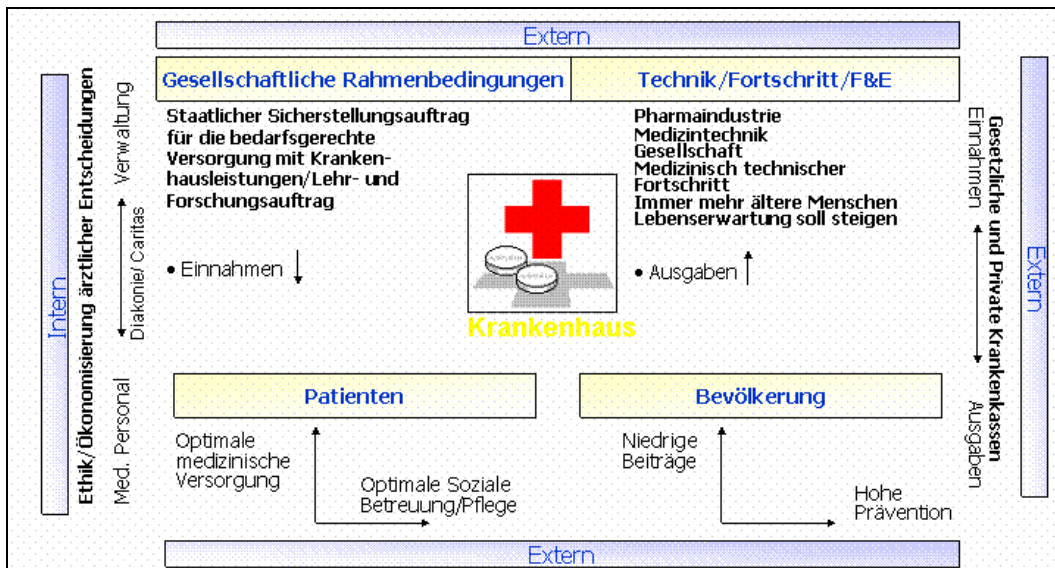 Extern
Gesellschaftliche Rahmenbedingungen
Technik/Fortschritt/F&E
Staatlicher Sicherstellungsauftrag
für die bedarfsgerechte
Versorgung mit Kranken-
hausleistungen/Lehr- und
Forschungsauftrag
Pharmaindustrie
Medizintechnik
Gesellschaft
Medizinisch technischer
Fortschritt
Immer mehr ältere Menschen
Lebenserwartung soll steigen
• Einnahmen
• Ausgaben
Krankenhaus
Intern
Ethik/Ökonomisierung ärztlicher Entscheidungen
Verwaltung
Diakonie/ Caritas
Med. Personal
Einnahmen
Ausgaben
Gesetzliche und Private Krankenkassen
Extern
Patienten
Bevölkerung
Optimale
medizinische
Versorgung
Optimale Soziale
Betreuung/Pflege
Niedrige
Beiträge
Hohe
Prävention
Extern